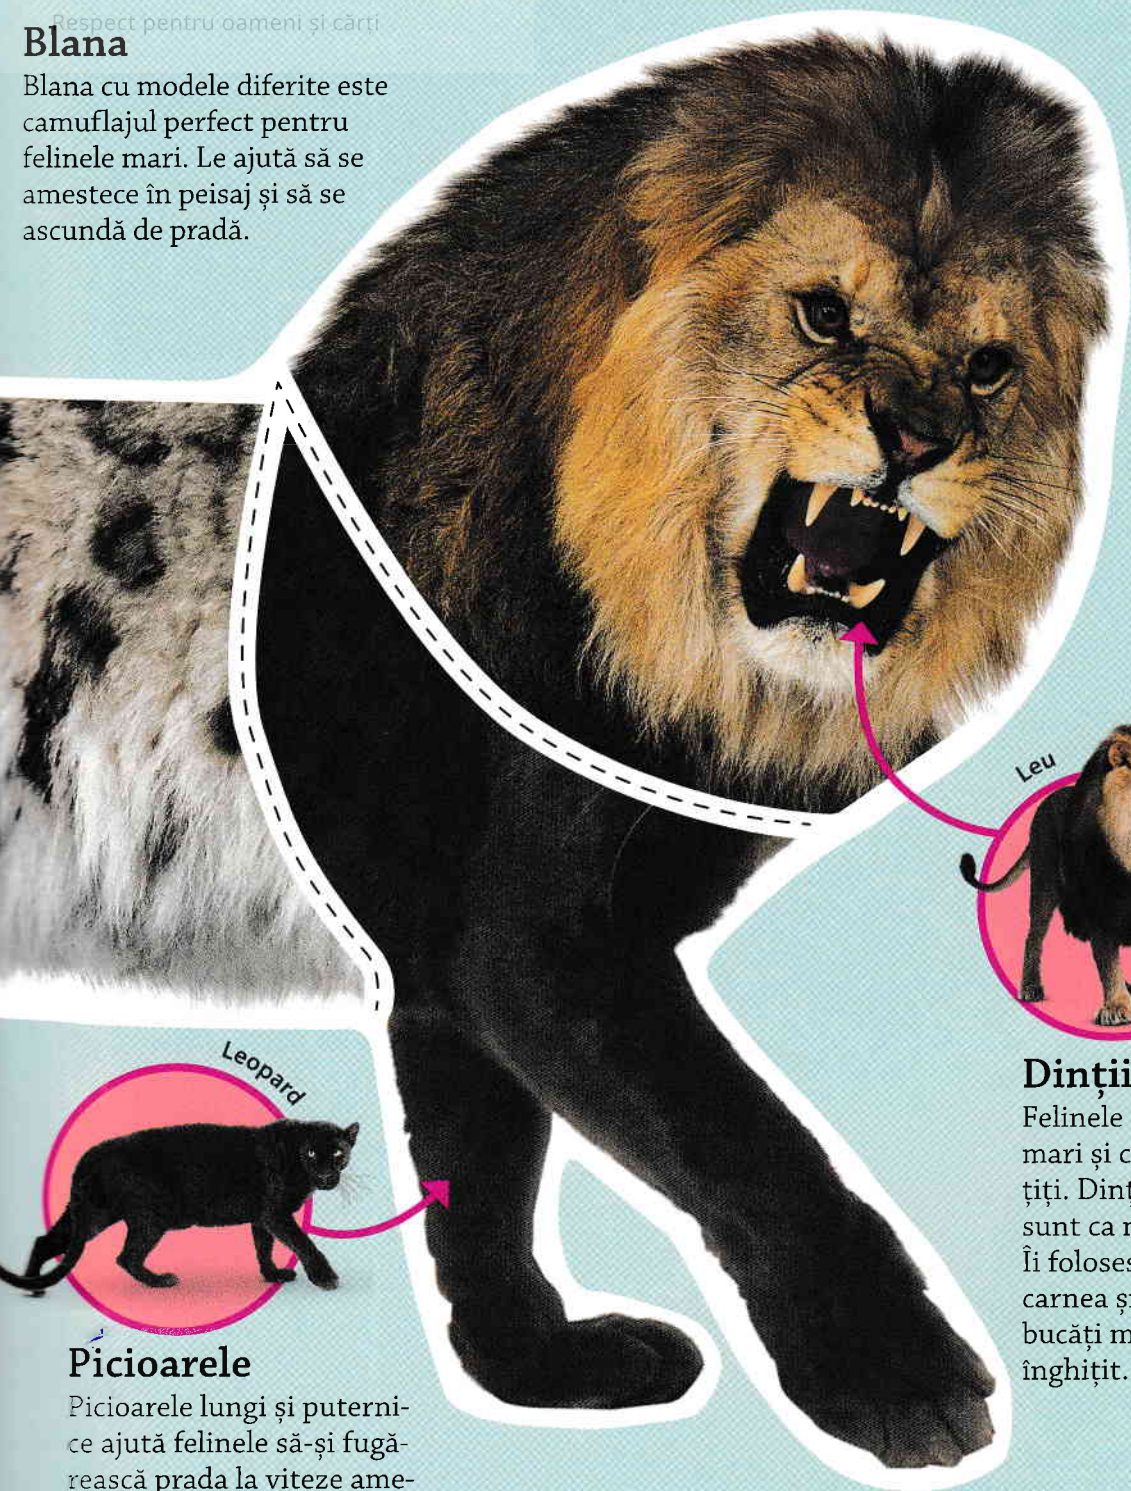 Respect pentru oameni și cărți
Blana
Blana cu modele diferite este
camuflajul perfect pentru
felinele mari. Le ajută să se
amestece în peisaj și să se
ascundă de pradă.
Leu
Leopard
Dinții
Felinele
mari și
țiți.
sunt ca
Îi
carnea
bucăți
înghițit.
Picioarele
Picioarele lungi și puterni-
ce ajută felinele să-și fugă-
rească prada la viteze ame-